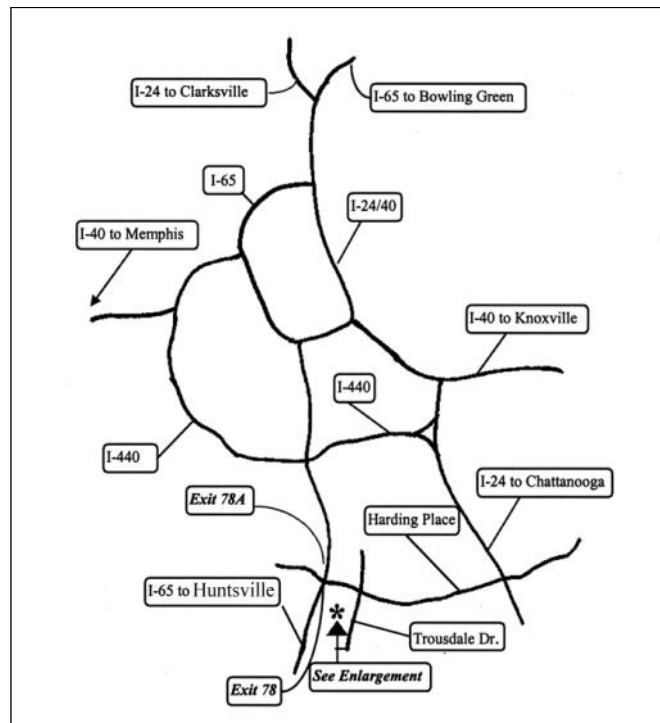 I-24 to Clarksville
I-65 to Bowling Green
I-65
I-24/40
I-40 to Memphis
I-40 to Knoxville
I-440
I-440
I-24 to Chattanooga
Exit 78A
Harding Place
I-65 to Huntsville
*
Trousdale Dr.
See Enlargement
Exit 78